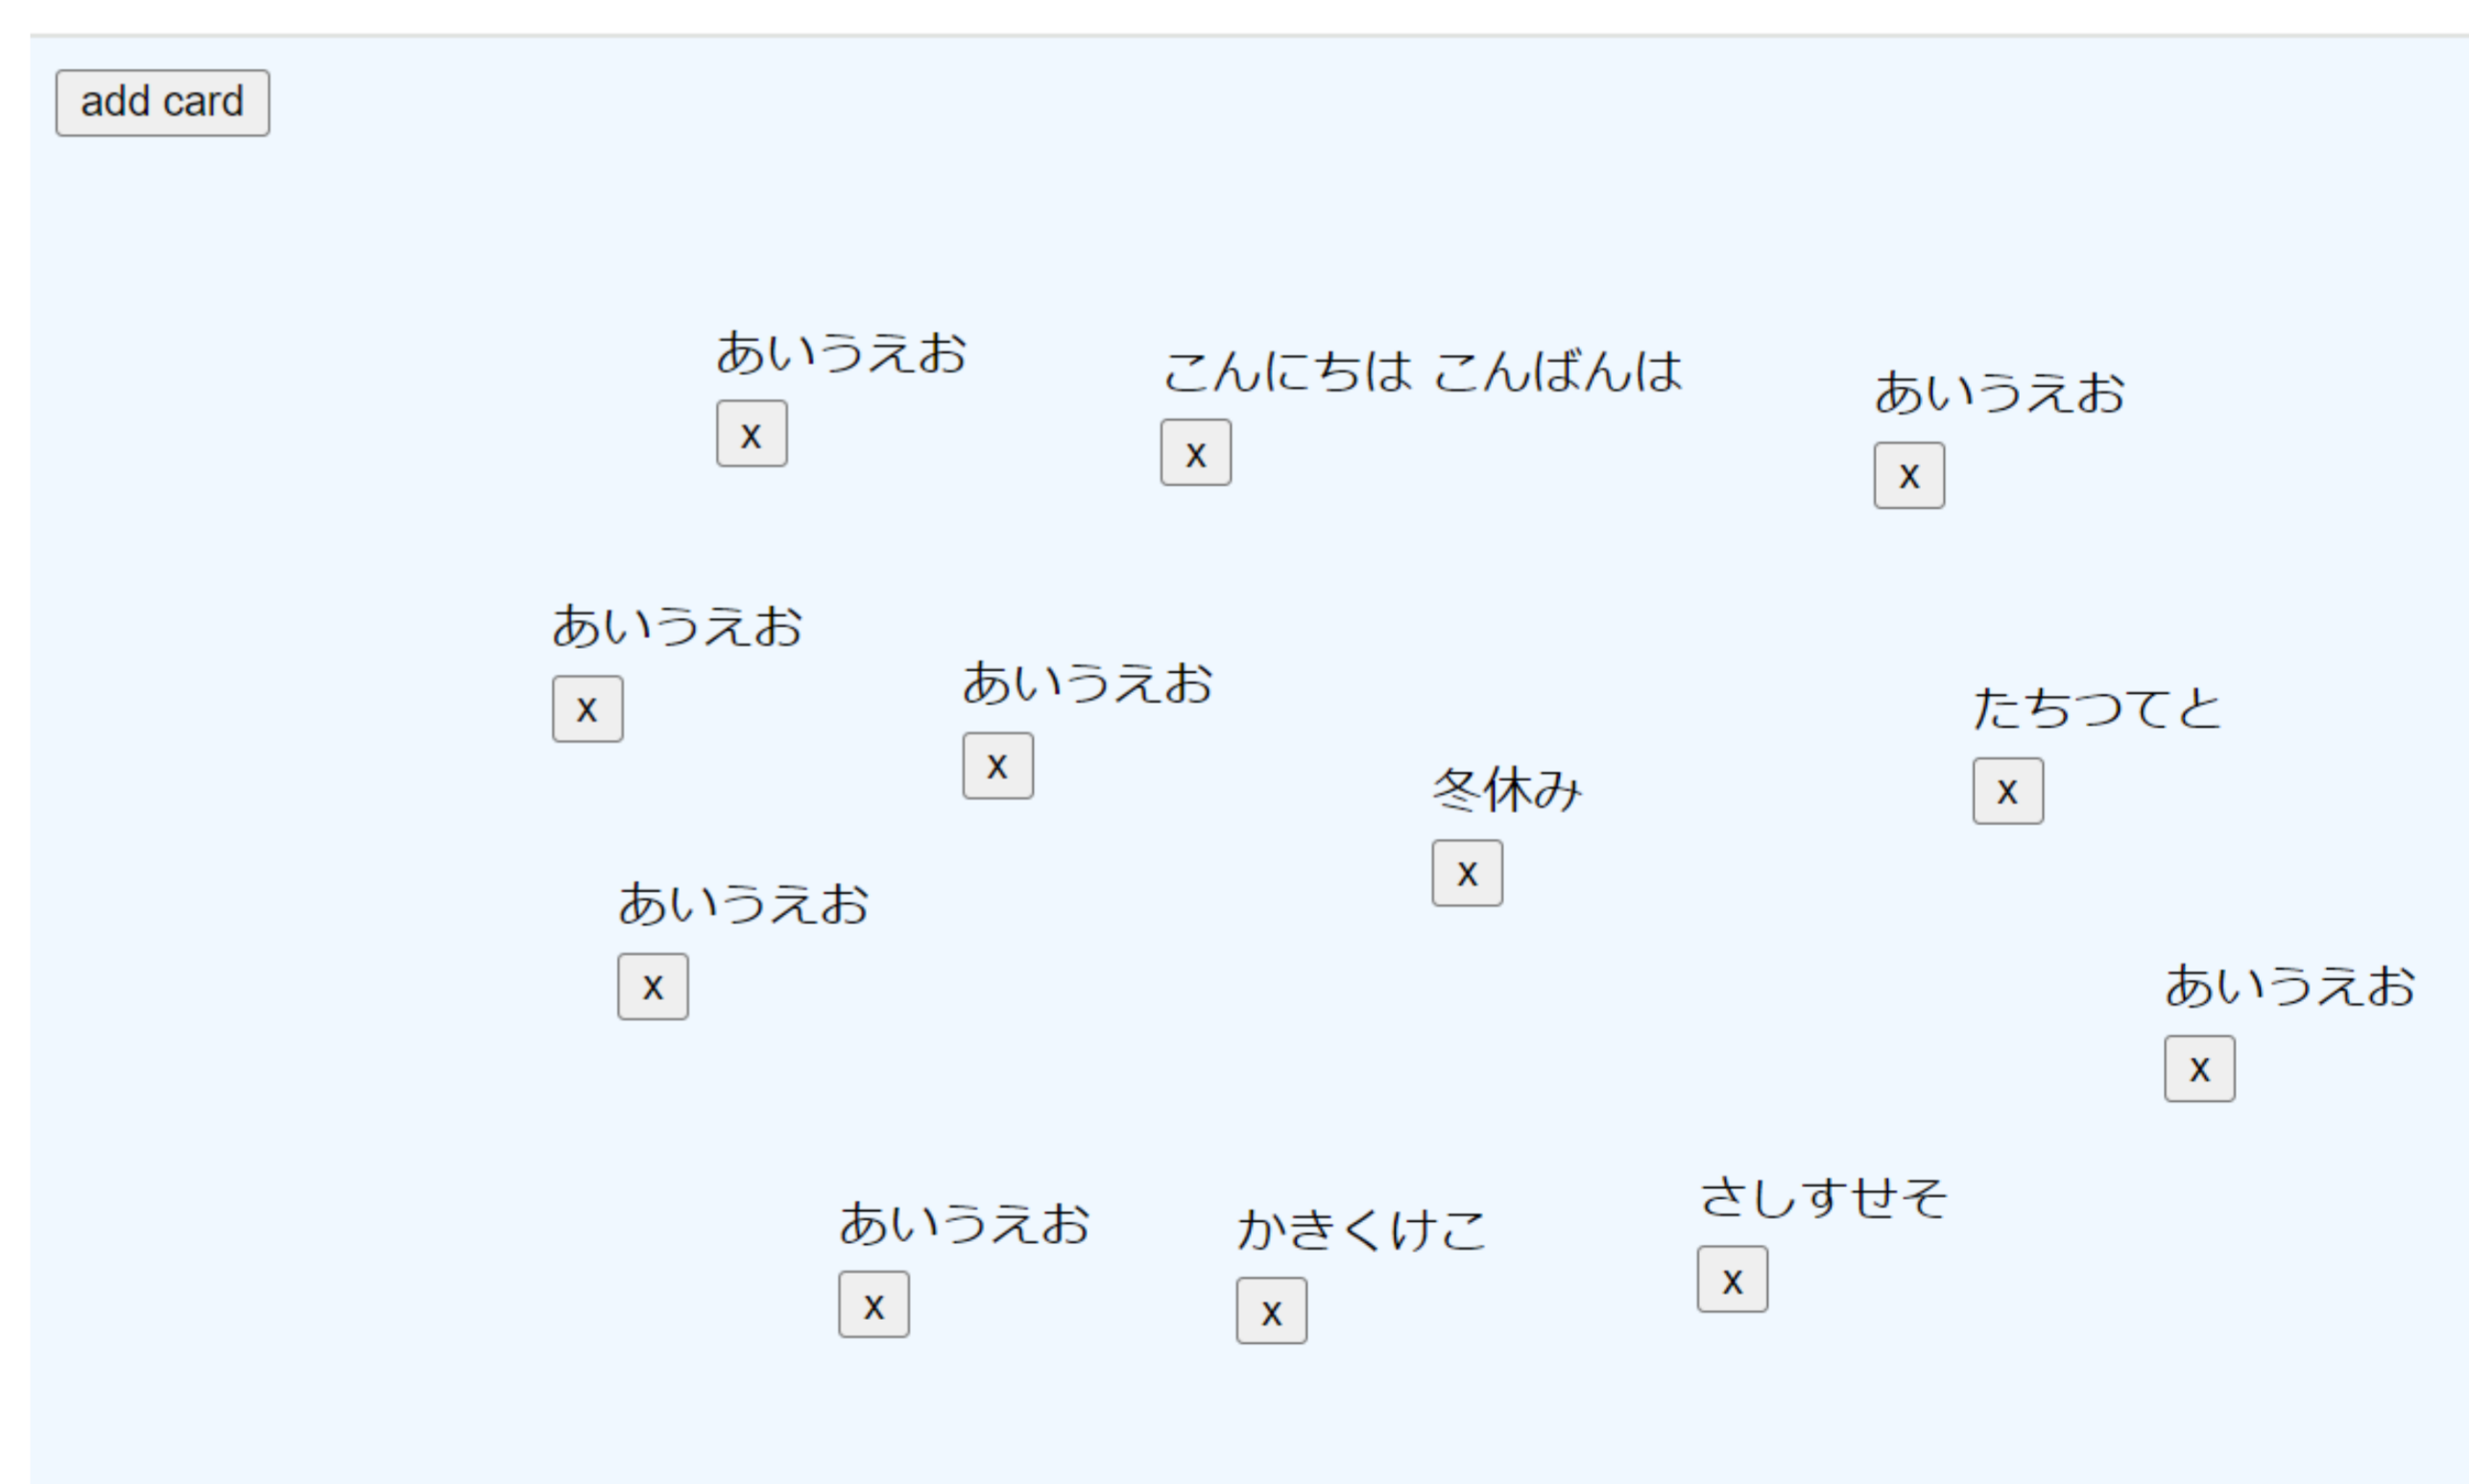 add card
あいうえお
x
こんにちは こんばんは
x
あいうえお
x
あいうえお
x
あいうえお
x
たちつてと
x
冬休み
x
あいうえお
x
あいうえお
x
あいうえお
x
かきくけこ
x
さしすせそ
x